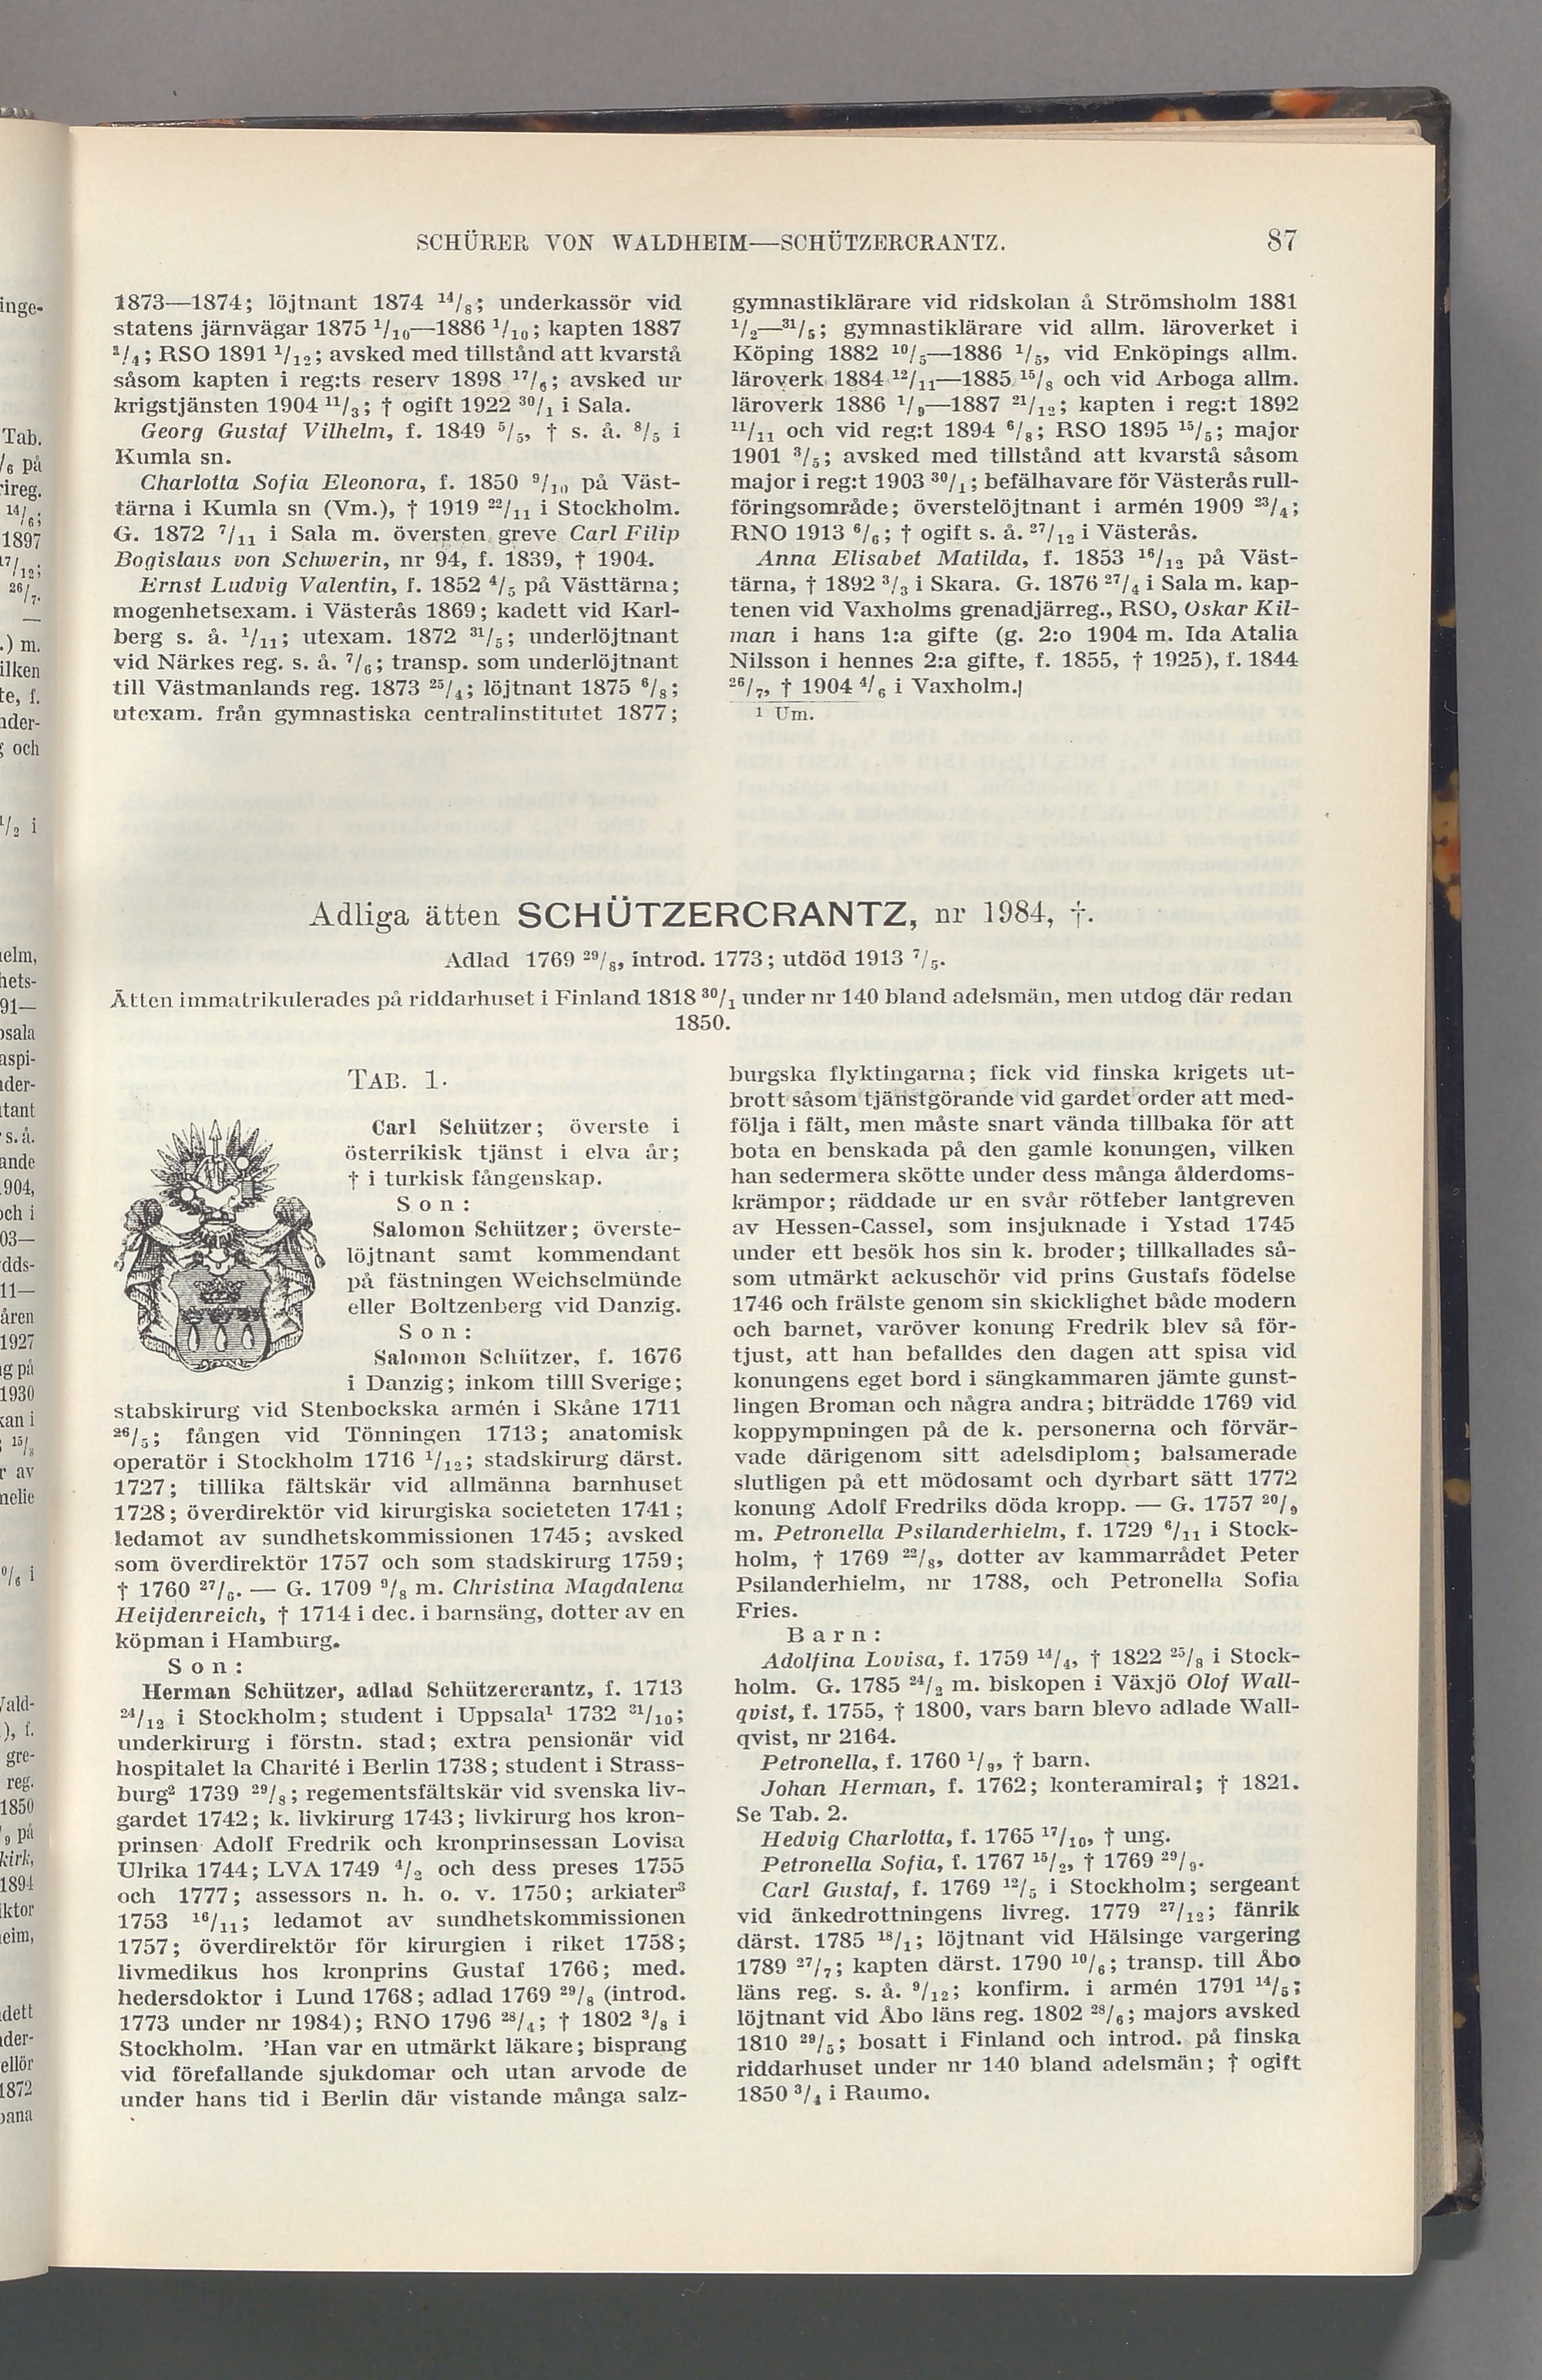 SCHÜRER VON WALDHEIM—SCHÜTZERCRANTZ.
87
1873—1874; löjtnant 1874 14/8; underkassör vid
statens järnvägar 1875 1/10—1886 1/10; kapten 1887
2/4; RSO 1891 1/12; avsked med tillstånd att kvarstå
såsom kapten i reg:ts reserv 1898 17/6; avsked ur
krigstjänsten 1904 11/3; † ogift 1922 30/1 i Sala.
Georg Gustaf Vilhelm, f. 1849 5/5, † s. å. 8/5 i
Kumla sn.
Charlotta Sofia Eleonora, f. 1850 9/10 på Väst-
tärna i Kumla sn (Vm.), † 1919 22/11 i Stockholm.
G. 1872 7/11 i Sala m. översten greve Carl Filip
Bogislaus von Schwerin, nr 94, f. 1839, † 1904.
Ernst Ludvig Valentin, f. 1852 4/5 på Västtärna;
mogenhetsexam. i Västerås 1869; kadett vid Karl-
berg s. å. 1/11; utexam. 1872 31/5; underlöjtnant
vid Närkes reg. s. å. 7/6; transp. som underlöjtnant
till Västmanlands reg. 1873 25/4; löjtnant 1875 6/8;
utexam. från gymnastiska centralinstitutet 1877;
gymnastiklärare vid ridskolan å Strömsholm 1881
1/2—31/5; gymnastiklärare vid allm. läroverket i
Köping 1882 10/5—1886 1/5, vid Enköpings allm.
läroverk 1884 12/11—1885 15/8 och vid Arboga allm.
läroverk 1886 1/9—1887 21/12; kapten i reg:t 1892
11/11 och vid reg:t 1894 6/8; RSO 1895 15/5; major
1901 3/5; avsked med tillstånd att kvarstå såsom
major i reg:t 1903 30/1; befälhavare för Västerås rull-
föringsområde; överstelöjtnant i armén 1909 23/4;
RNO 1913 6/6; † ogift s. å. 27/12 i Västerås.
Anna Elisabet Matilda, f. 1853 16/12 på Väst-
tärna, † 1892 3/3 i Skara. G. 1876 27/4 i Sala m. kap-
tenen vid Vaxholms grenadjärreg., RSO, Oskar Kil-
man i hans 1:a gifte (g. 2:o 1904 m. Ida Atalia
Nilsson i hennes 2:a gifte, f. 1855, † 1925), f. 1844
26/7, † 1904 4/6 i Vaxholm.
1 Um.
Adliga ätten SCHÜTZERCRANTZ, nr 1984, †.
Adlad 1769 29/8, introd. 1773; utdöd 1913 7/5.
Ätten immatrikulerades på riddarhuset i Finland 1818 30/1 under nr 140 bland adelsmän, men utdog där redan
1850.
TAB. 1.
Carl Schützer; överste i
österrikisk tjänst i elva år;
† i turkisk fångenskap.
Son:
Salomon Schützer; överste-
löjtnant samt kommendant
på fästningen Weichselmünde
eller Boltzenberg vid Danzig.
Son:
Salomon Schützer, f. 1676
i Danzig; inkom tilll Sverige;
stabskirurg vid Stenbockska armén i Skåne 1711
26/5; fången vid Tönningen 1713; anatomisk
operatör i Stockholm 1716 1/12; stadskirurg därst.
1727; tillika fältskär vid allmänna barnhuset
1728; överdirektör vid kirurgiska societeten 1741;
ledamot av sundhetskommissionen 1745; avsked
som överdirektör 1757 och som stadskirurg 1759;
† 1760 27/6. — G. 1709 9/8 m. Christina Magdalena
Heijdenreich, † 1714 i dec. i barnsäng, dotter av en
köpman i Hamburg.
Son:
Herman Schützer, adlad Schützercrantz, f. 1713
24/12 i Stockholm; student i Uppsala1 1732 31/10;
underkirurg i förstn. stad; extra pensionär vid
hospitalet la Charité i Berlin 1738; student i Strass-
burg2 1739 29/8; regementsfältskär vid svenska liv-
gardet 1742; k. livkirurg 1743; livkirurg hos kron-
prinsen Adolf Fredrik och kronprinsessan Lovisa
Ulrika 1744; LVA 1749 4/2 och dess preses 1755
och 1777; assessors n. h. o. v. 1750; arkiater3
1753 16/11; ledamot av sundhetskommissionen
1757; överdirektör för kirurgien i riket 1758;
livmedikus hos kronprins Gustaf 1766; med.
hedersdoktor i Lund 1768; adlad 1769 29/8 (introd.
1773 under nr 1984); RNO 1796 28/4; † 1802 3/8 i
Stockholm. 'Han var en utmärkt läkare; bisprang
vid förefallande sjukdomar och utan arvode de
under hans tid i Berlin där vistande många salz-
burgska flyktingarna; fick vid finska krigets ut-
brott såsom tjänstgörande vid gardet order att med-
följa i fält, men måste snart vända tillbaka för att
bota en benskada på den gamle konungen, vilken
han sedermera skötte under dess många ålderdoms-
krämpor; räddade ur en svår rötfeber lantgreven
av Hessen-Cassel, som insjuknade i Ystad 1745
under ett besök hos sin k. broder; tillkallades så-
som utmärkt ackuschör vid prins Gustafs födelse
1746 och frälste genom sin skicklighet både modern
och barnet, varöver konung Fredrik blev så för-
tjust, att han befalldes den dagen att spisa vid
konungens eget bord i sängkammaren jämte gunst-
lingen Broman och några andra; biträdde 1769 vid
koppympningen på de k. personerna och förvär-
vade därigenom sitt adelsdiplom; balsamerade
slutligen på ett mödosamt och dyrbart sätt 1772
konung Adolf Fredriks döda kropp. — G. 1757 20/9
m. Petronella Psilanderhielm, f. 1729 6/11 i Stock-
holm, † 1769 22/8, dotter av kammarrådet Peter
Psilanderhielm, nr 1788, och Petronella Sofia
Fries.
Barn:
Adolfina Lovisa, f. 1759 14/4, † 1822 25/8 i Stock-
holm. G. 1785 24/2 m. biskopen i Växjö Olof Wall-
qvist, f. 1755, † 1800, vars barn blevo adlade Wall-
qvist, nr 2164.
Petronella, f. 1760 1/9, † barn.
Johan Herman, f. 1762; konteramiral; † 1821.
Se Tab. 2.
Hedvig Charlotta, f. 1765 17/10, † ung.
Petronella Sofia, f. 1767 15/2, † 1769 29/9.
Carl Gustaf, f. 1769 12/5 i Stockholm; sergeant
vid änkedrottningens livreg. 1779 27/12; fänrik
därst. 1785 18/1; löjtnant vid Hälsinge vargering
1789 27/7; kapten därst. 1790 10/6; transp. till Åbo
läns reg. s. å. 9/12; konfirm. i armén 1791 14/5;
löjtnant vid Åbo läns reg. 1802 28/6; majors avsked
1810 29/5; bosatt i Finland och introd. på finska
riddarhuset under nr 140 bland adelsmän; † ogift
1850 3/4 i Raumo.